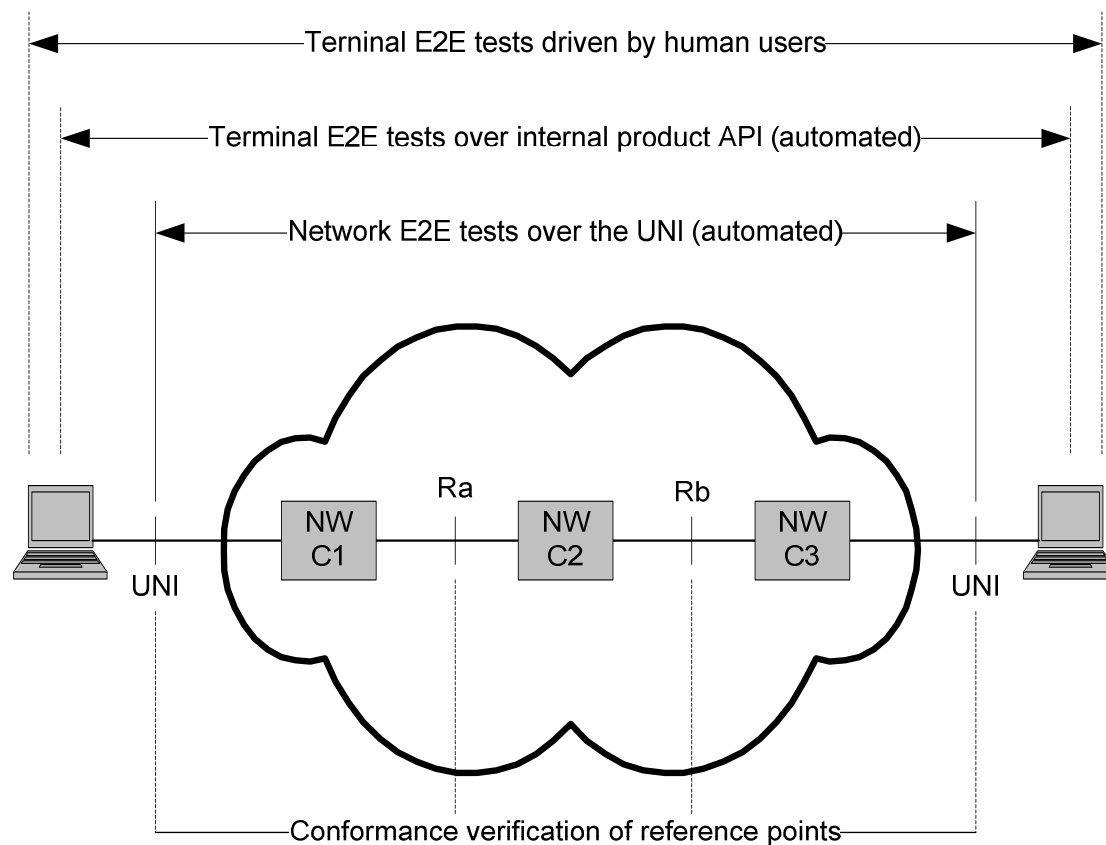 Terninal E2E tests driven by human users
Terminal E2E tests over internal product API (automated)
Network E2E tests over the UNI (automated)
Ra
Rb
NW
C1
NW
C2
NW
C3
UNI
UNI
Conformance verification of reference points